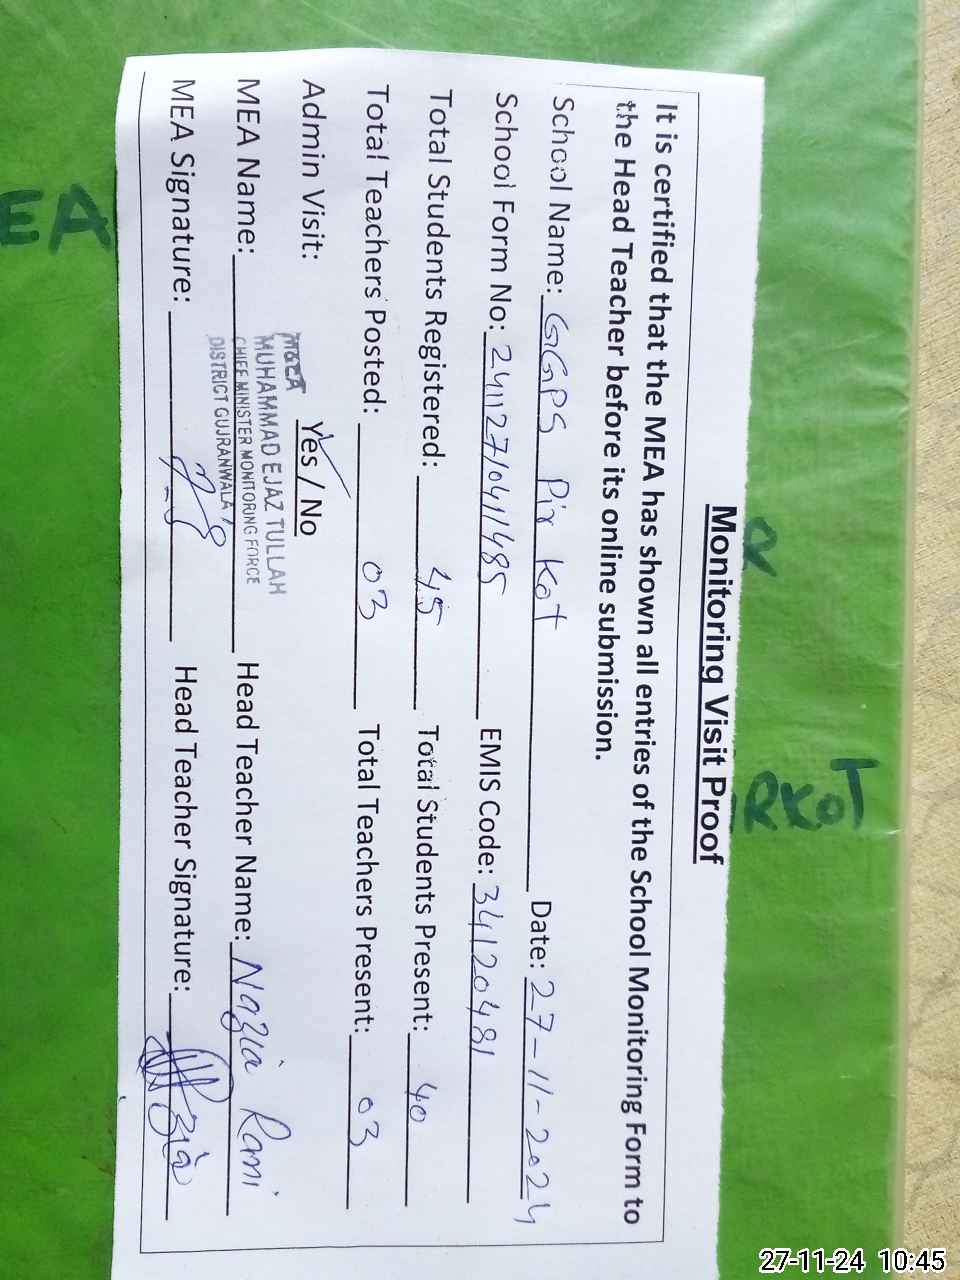 Monitoring Visit Proof
It is certified that the MEA has shown all entries of the School Monitoring Form to
the Head Teacher before its online submission.
School Name: GGPS Pir Kot Date: 27-11-2024
School Form No: 241127/041/485 EMIS Code: 34120481
Total Students Registered: 45 Total Students Present: 40
Total Teachers Posted: 03 Total Teachers Present: 03
Admin Visit: Yes / No
MEA Name: MUHAMMAD EJAZ TULLAH Head Teacher Name: Nazia Rani
CHIEF MINISTER MONITORING FORCE
DISTRICT GUJRANWALA
MEA Signature: Head Teacher Signature:
EA
RKOT
27-11-24 10:45